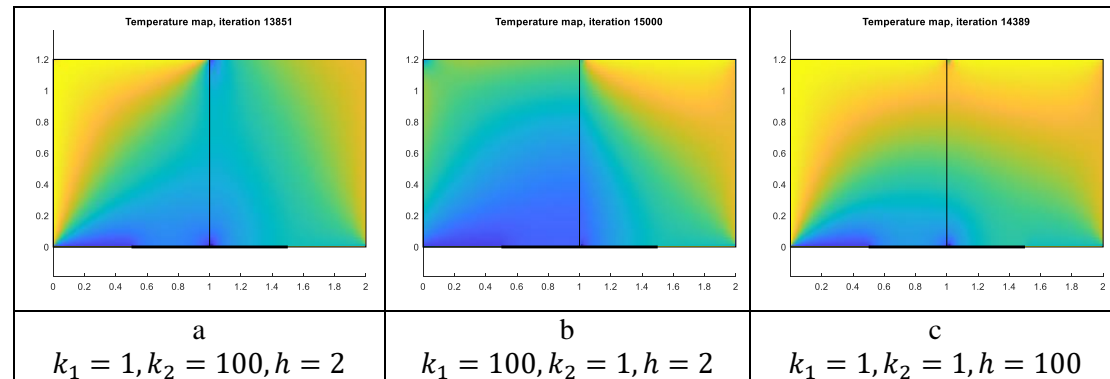 Temperature map, iteration 13851
1.2
1
0.8
0.6
0.4
0.2
0
0 0.2 0.4 0.6 0.8 1 1.2 1.4 1.6 1.8 2
Temperature map, iteration 15000
1.2
1
0.8
0.6
0.4
0.2
0
0 0.2 0.4 0.6 0.8 1 1.2 1.4 1.6 1.8 2
Temperature map, iteration 14389
1.2
1
0.8
0.6
0.4
0.2
0
0.2 0.4 0.6 0.8 1 1.2 1.4 1.6 1.8 2
a
k₁ = 1, k₂ = 100, h = 2
b
k₁ = 100, k₂ = 1, h = 2
c
k₁ = 1, k₂ = 1, h = 100